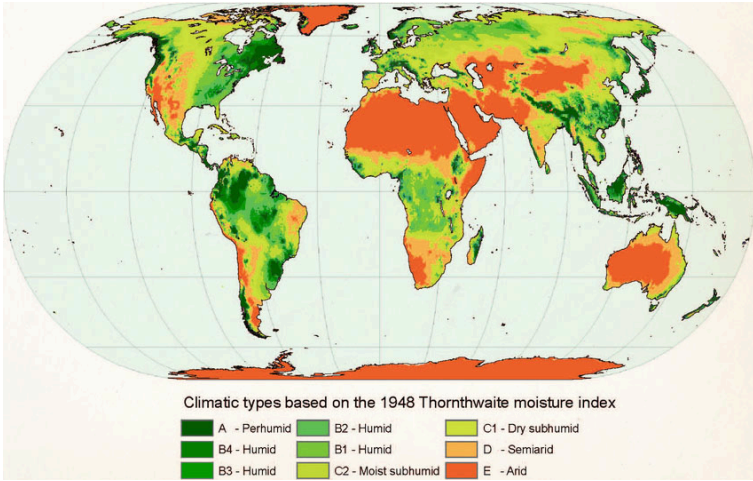 Climatic types based on the 1948 Thornthwaite moisture index
A - Perhumid
B4 - Humid
B3 - Humid
B2 - Humid
B1 - Humid
C2 - Moist subhumid
C1 - Dry subhumid
D - Semiarid
E - Arid